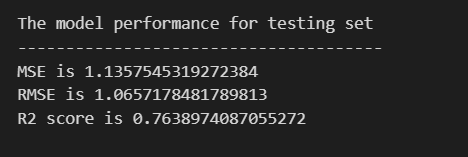 The model performance for testing set
--------------------------------------
MSE is 1.1357545319272384
RMSE is 1.0657178481789813
R2 score is 0.7638974087055272